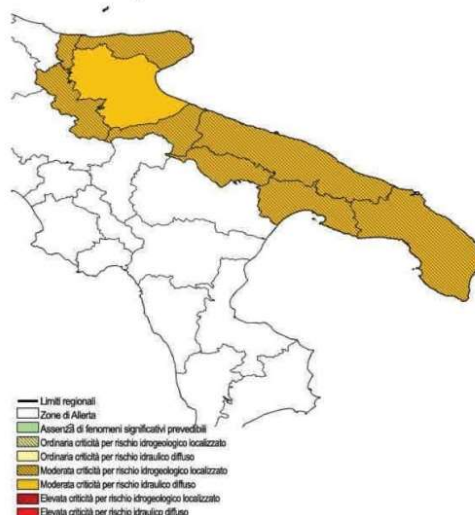 Limiti regionali
Zone di Allerta
Assenza di fenomeni significativi prevedibili
Ordinaria criticità per rischio idrogeologico localizzato
Ordinaria criticità per rischio idraulico diffuso
Moderata criticità per rischio idrogeologico localizzato
Moderata criticità per rischio idraulico diffuso
Elevata criticità per rischio idrogeologico localizzato
Elevata criticità per rischio idraulico diffuso